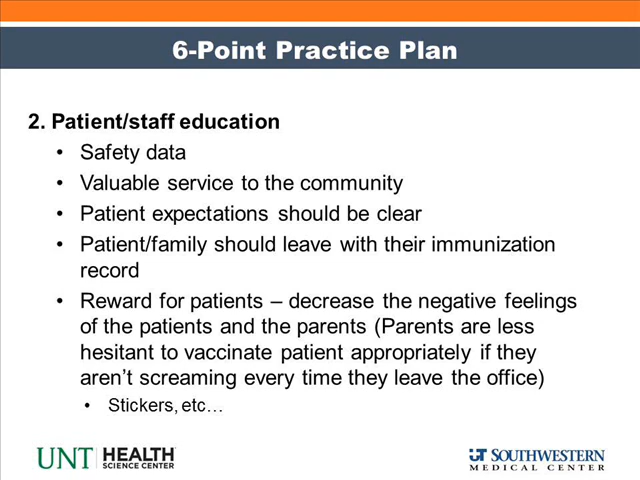 6-Point Practice Plan
2. Patient/staff education
• Safety data
• Valuable service to the community
• Patient expectations should be clear
• Patient/family should leave with their immunization
record
• Reward for patients – decrease the negative feelings
of the patients and the parents (Parents are less
hesitant to vaccinate patient appropriately if they
aren’t screaming every time they leave the office)
• Stickers, etc…
UNT HEALTH
SCIENCE CENTER
UT SOUTHWESTERN
MEDICAL CENTER